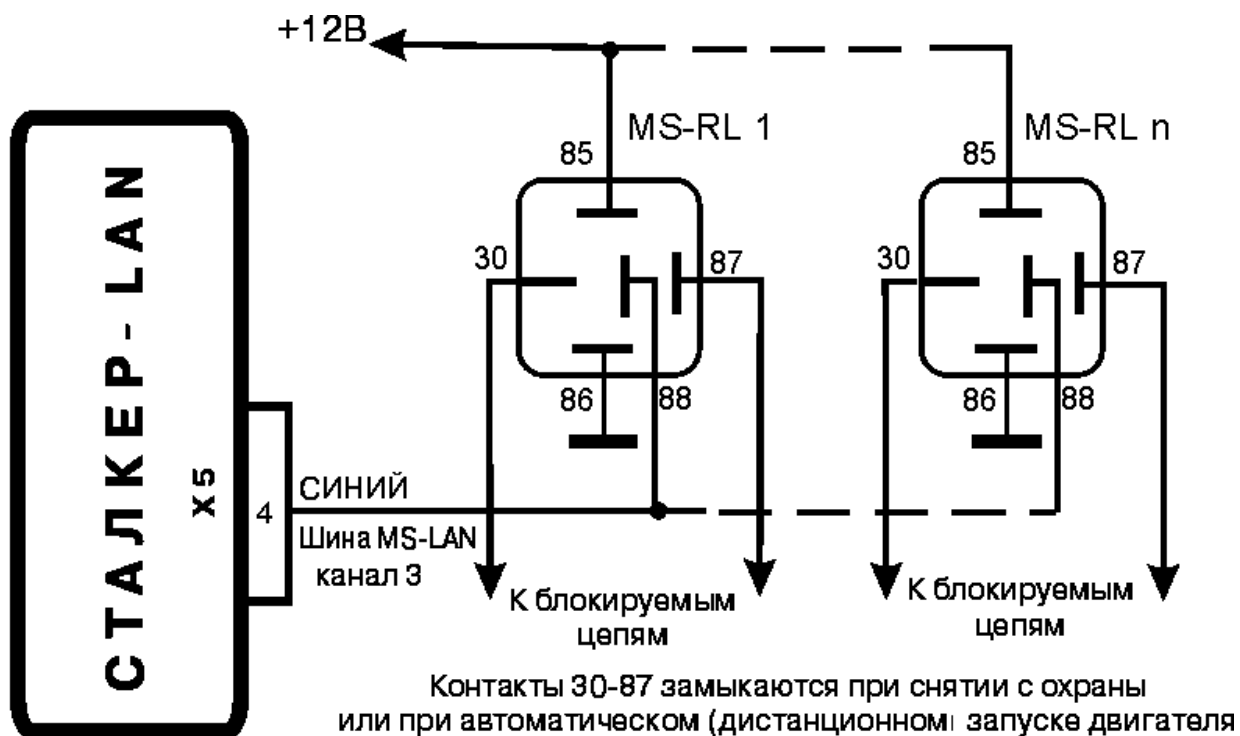 +12В
MS-RL 1
MS-RL n
85
85
30
87
30
87
86
88
86
88
СТАЛКЕР-LAN
X5
4
СИНИЙ
Шина MS-LAN
канал 3
К блокируемым
цепям
К блокируемым
цепям
Контакты 30-87 замыкаются при снятии с охраны
или при автоматическом (дистанционном запуске двигателя